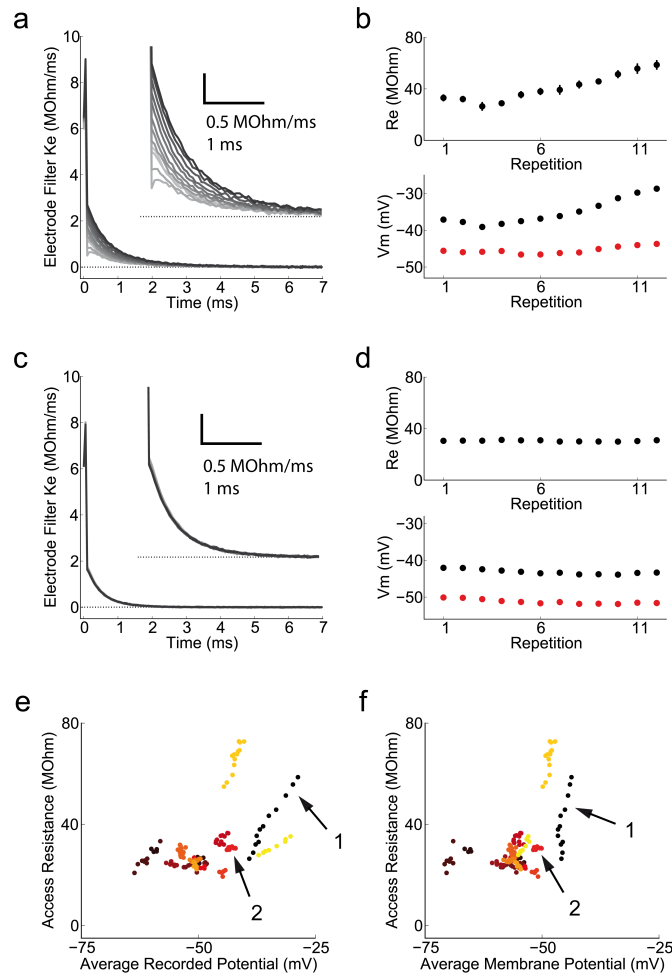 a
Electrode Filter Ke (MOhm/ms)
10
8
6
4
2
0
0.5 MOhm/ms
1 ms
0 1 2 3 4 5 6 7
Time (ms)
b
Re (MOhm)
80
40
0
1 6 11
Repetition
Vm (mV)
−30
−40
−50
1 6 11
Repetition
c
Electrode Filter Ke (MOhm/ms)
10
8
6
4
2
0
0.5 MOhm/ms
1 ms
0 1 2 3 4 5 6 7
Time (ms)
d
Re (MOhm)
80
40
0
1 6 11
Repetition
Vm (mV)
−30
−40
−50
1 6 11
Repetition
e
Access Resistance (MOhm)
80
40
0
1
2
−75 −50 −25
Average Recorded Potential (mV)
f
Access Resistance (MOhm)
80
40
0
1
2
−75 −50 −25
Average Membrane Potential (mV)